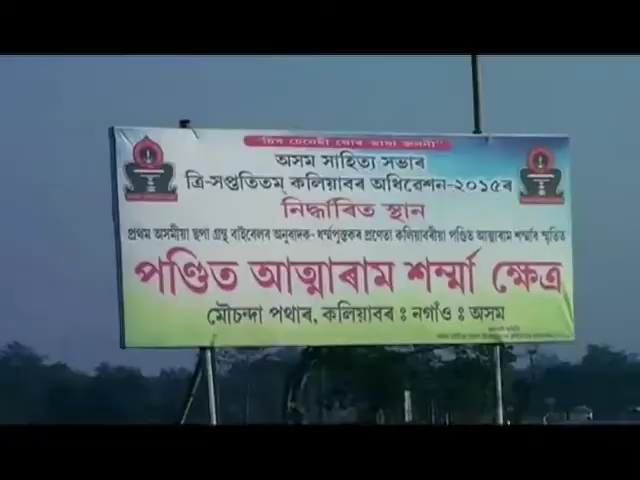 "চিৰ চেনেহী মোৰ ভাষা জননী"
অসম সাহিত্য সভাৰ
ত্ৰি-সপ্ততিতম্ কলিয়াবৰ অধিৱেশন-২০১৫ৰ
নিৰ্দ্ধাৰিত স্থান
প্ৰথম অসমীয়া ছপা গ্ৰন্থ বাইবেলৰ অনুবাদক- ধৰ্ম্মপুস্তকৰ প্ৰণেতা কলিয়াবৰীয়া পণ্ডিত আত্মাৰাম শৰ্ম্মাৰ স্মৃতিত
পণ্ডিত আত্মাৰাম শৰ্ম্মা ক্ষেত্ৰ
মৌচন্দা পথাৰ, কলিয়াবৰ : নগাঁও : অসম